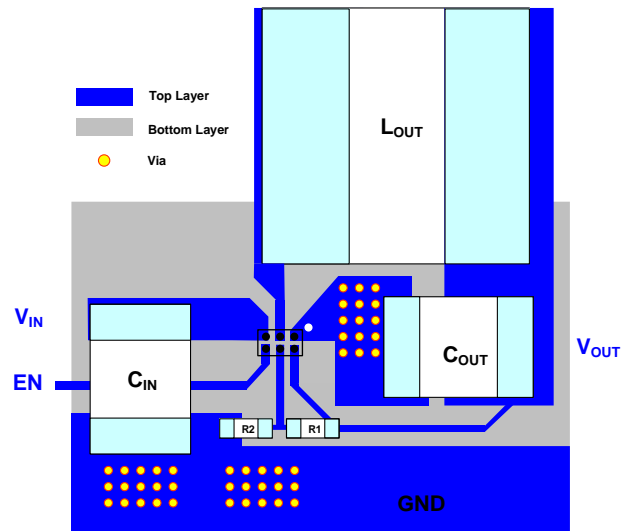 Top Layer
Bottom Layer
Via
LOUT
VIN
EN
CIN
COUT
VOUT
R2
R1
GND